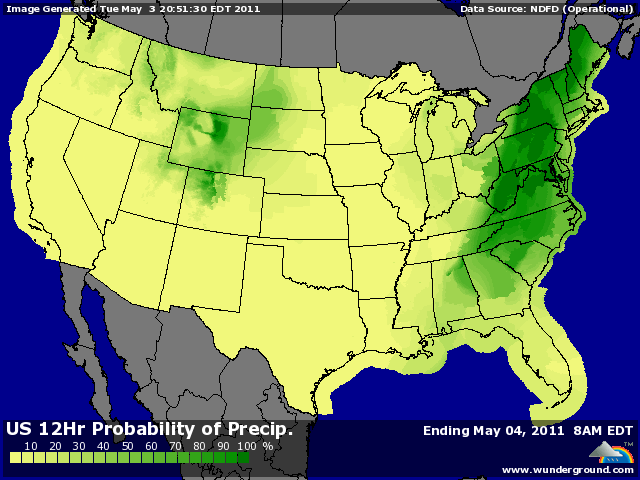 Image Generated Tue May 3 20:51:30 EDT 2011
Data Source: NDFD (Operational)
US 12Hr Probability of Precip.
Ending May 04, 2011 8AM EDT
10 20 30 40 50 60 70 80 90 100 %
TM
www.wunderground.com